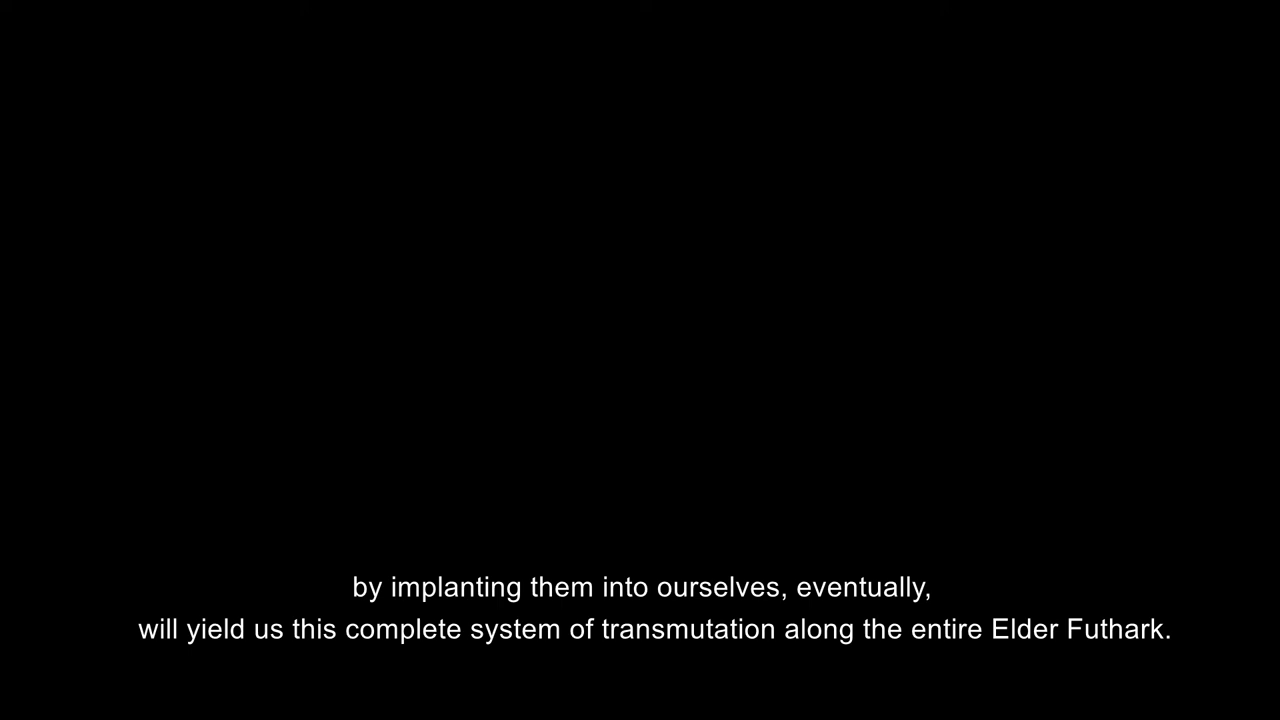 by implanting them into ourselves, eventually,
will yield us this complete system of transmutation along the entire Elder Futhark.